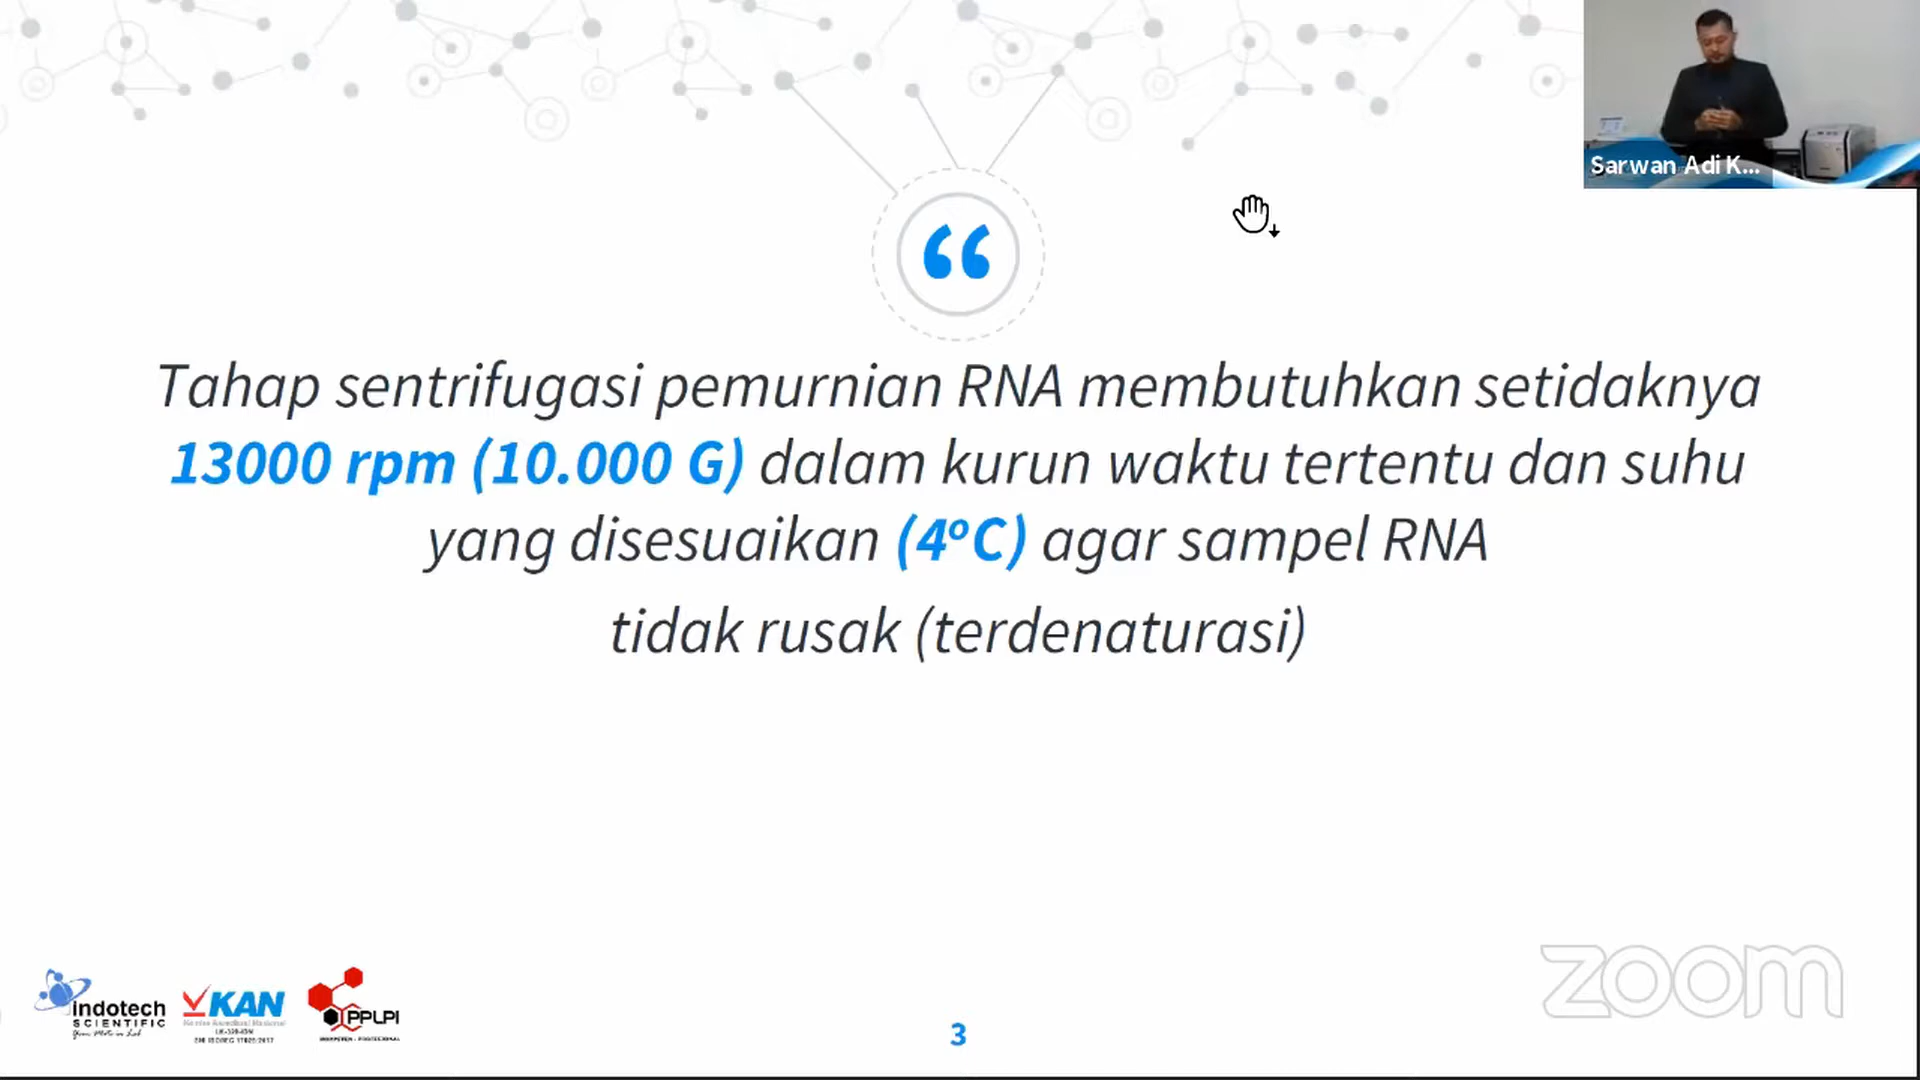 Sarwan Adi K...
“
Tahap sentrifugasi pemurnian RNA membutuhkan setidaknya
13000 rpm (10.000 G) dalam kurun waktu tertentu dan suhu
yang disesuaikan (4°C) agar sampel RNA
tidak rusak (terdenaturasi)
indotech
SCIENTIFIC
KAN
PPLPI
3
zoom